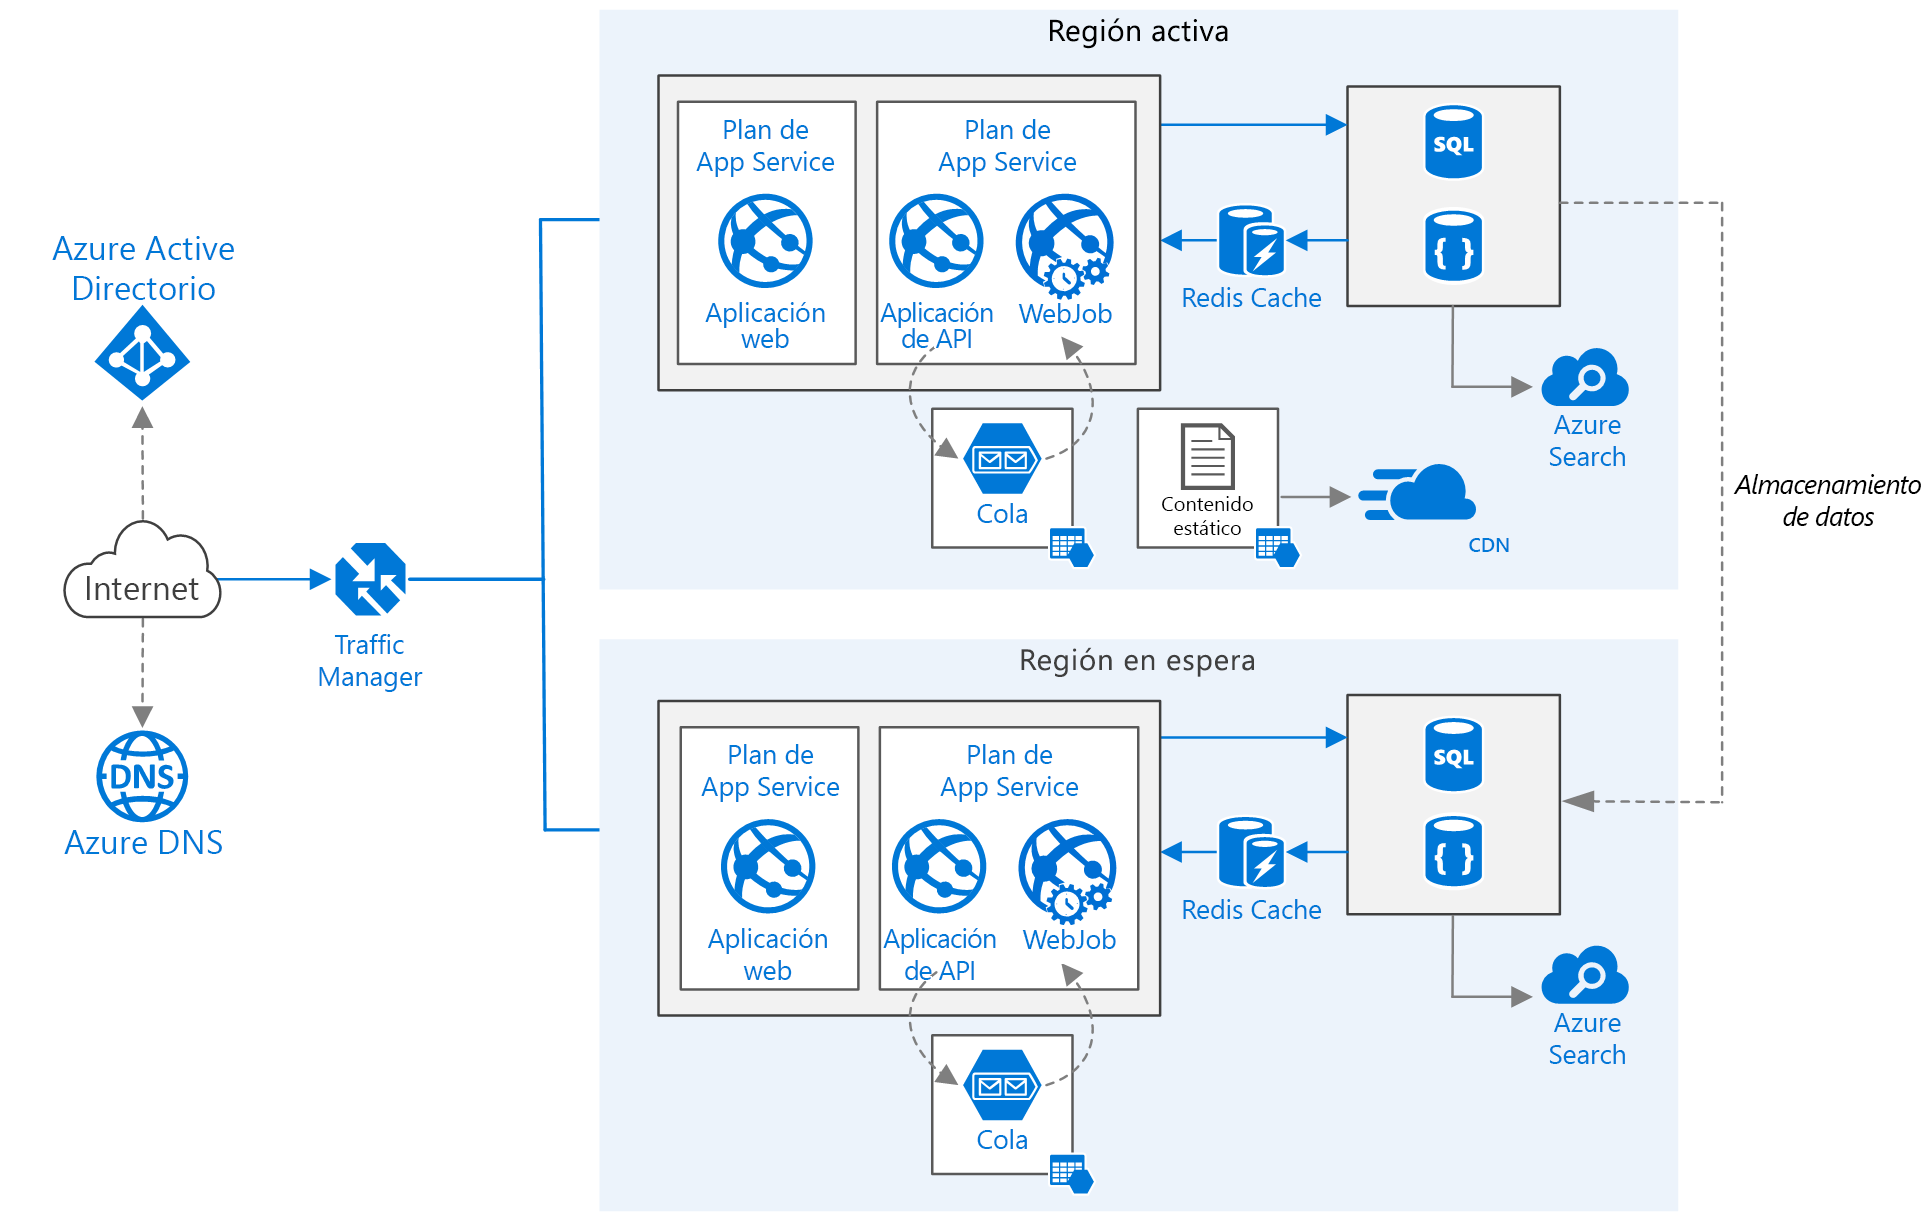 Azure Active
Directorio
Internet
Azure DNS
DNS
Traffic
Manager
Región activa
Plan de
App Service
Aplicación
web
Plan de
App Service
Aplicación
de API
WebJob
Cola
Contenido
estático
CDN
Redis Cache
SQL
{ }
Azure
Search
Almacenamiento
de datos
Región en espera
Plan de
App Service
Aplicación
web
Plan de
App Service
Aplicación
de API
WebJob
Cola
Redis Cache
SQL
{ }
Azure
Search